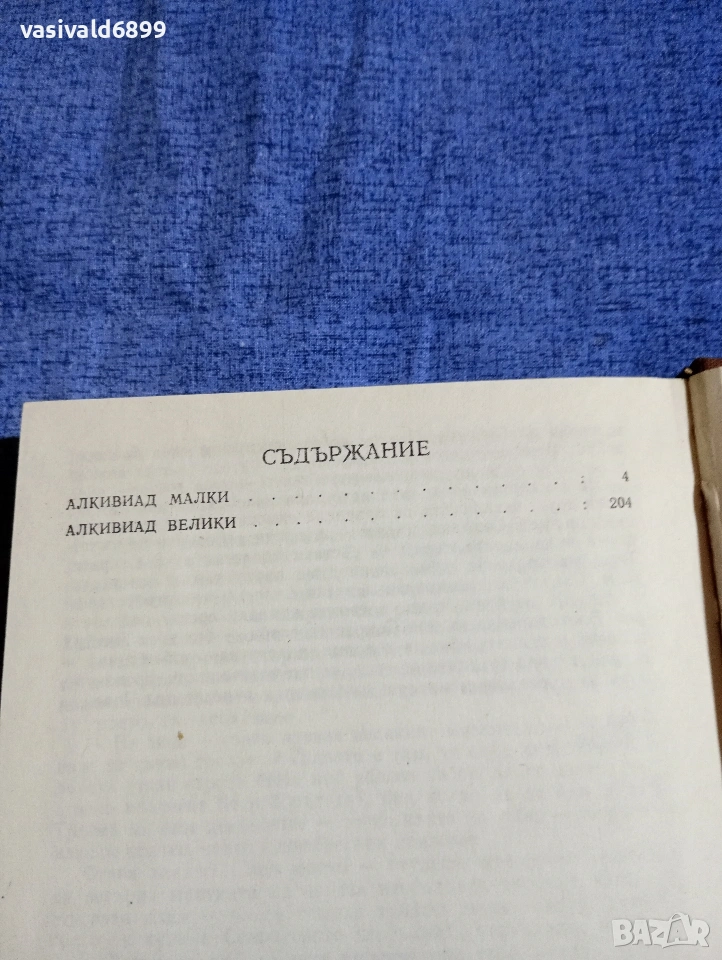 vasivald6899
СЪДЪРЖАНИЕ
АЛКИВИАД МАЛКИ . . . . . . . . . . . . : 4
АЛКИВИАД ВЕЛИКИ . . . . . . . . . . . . : 204
BAZAR